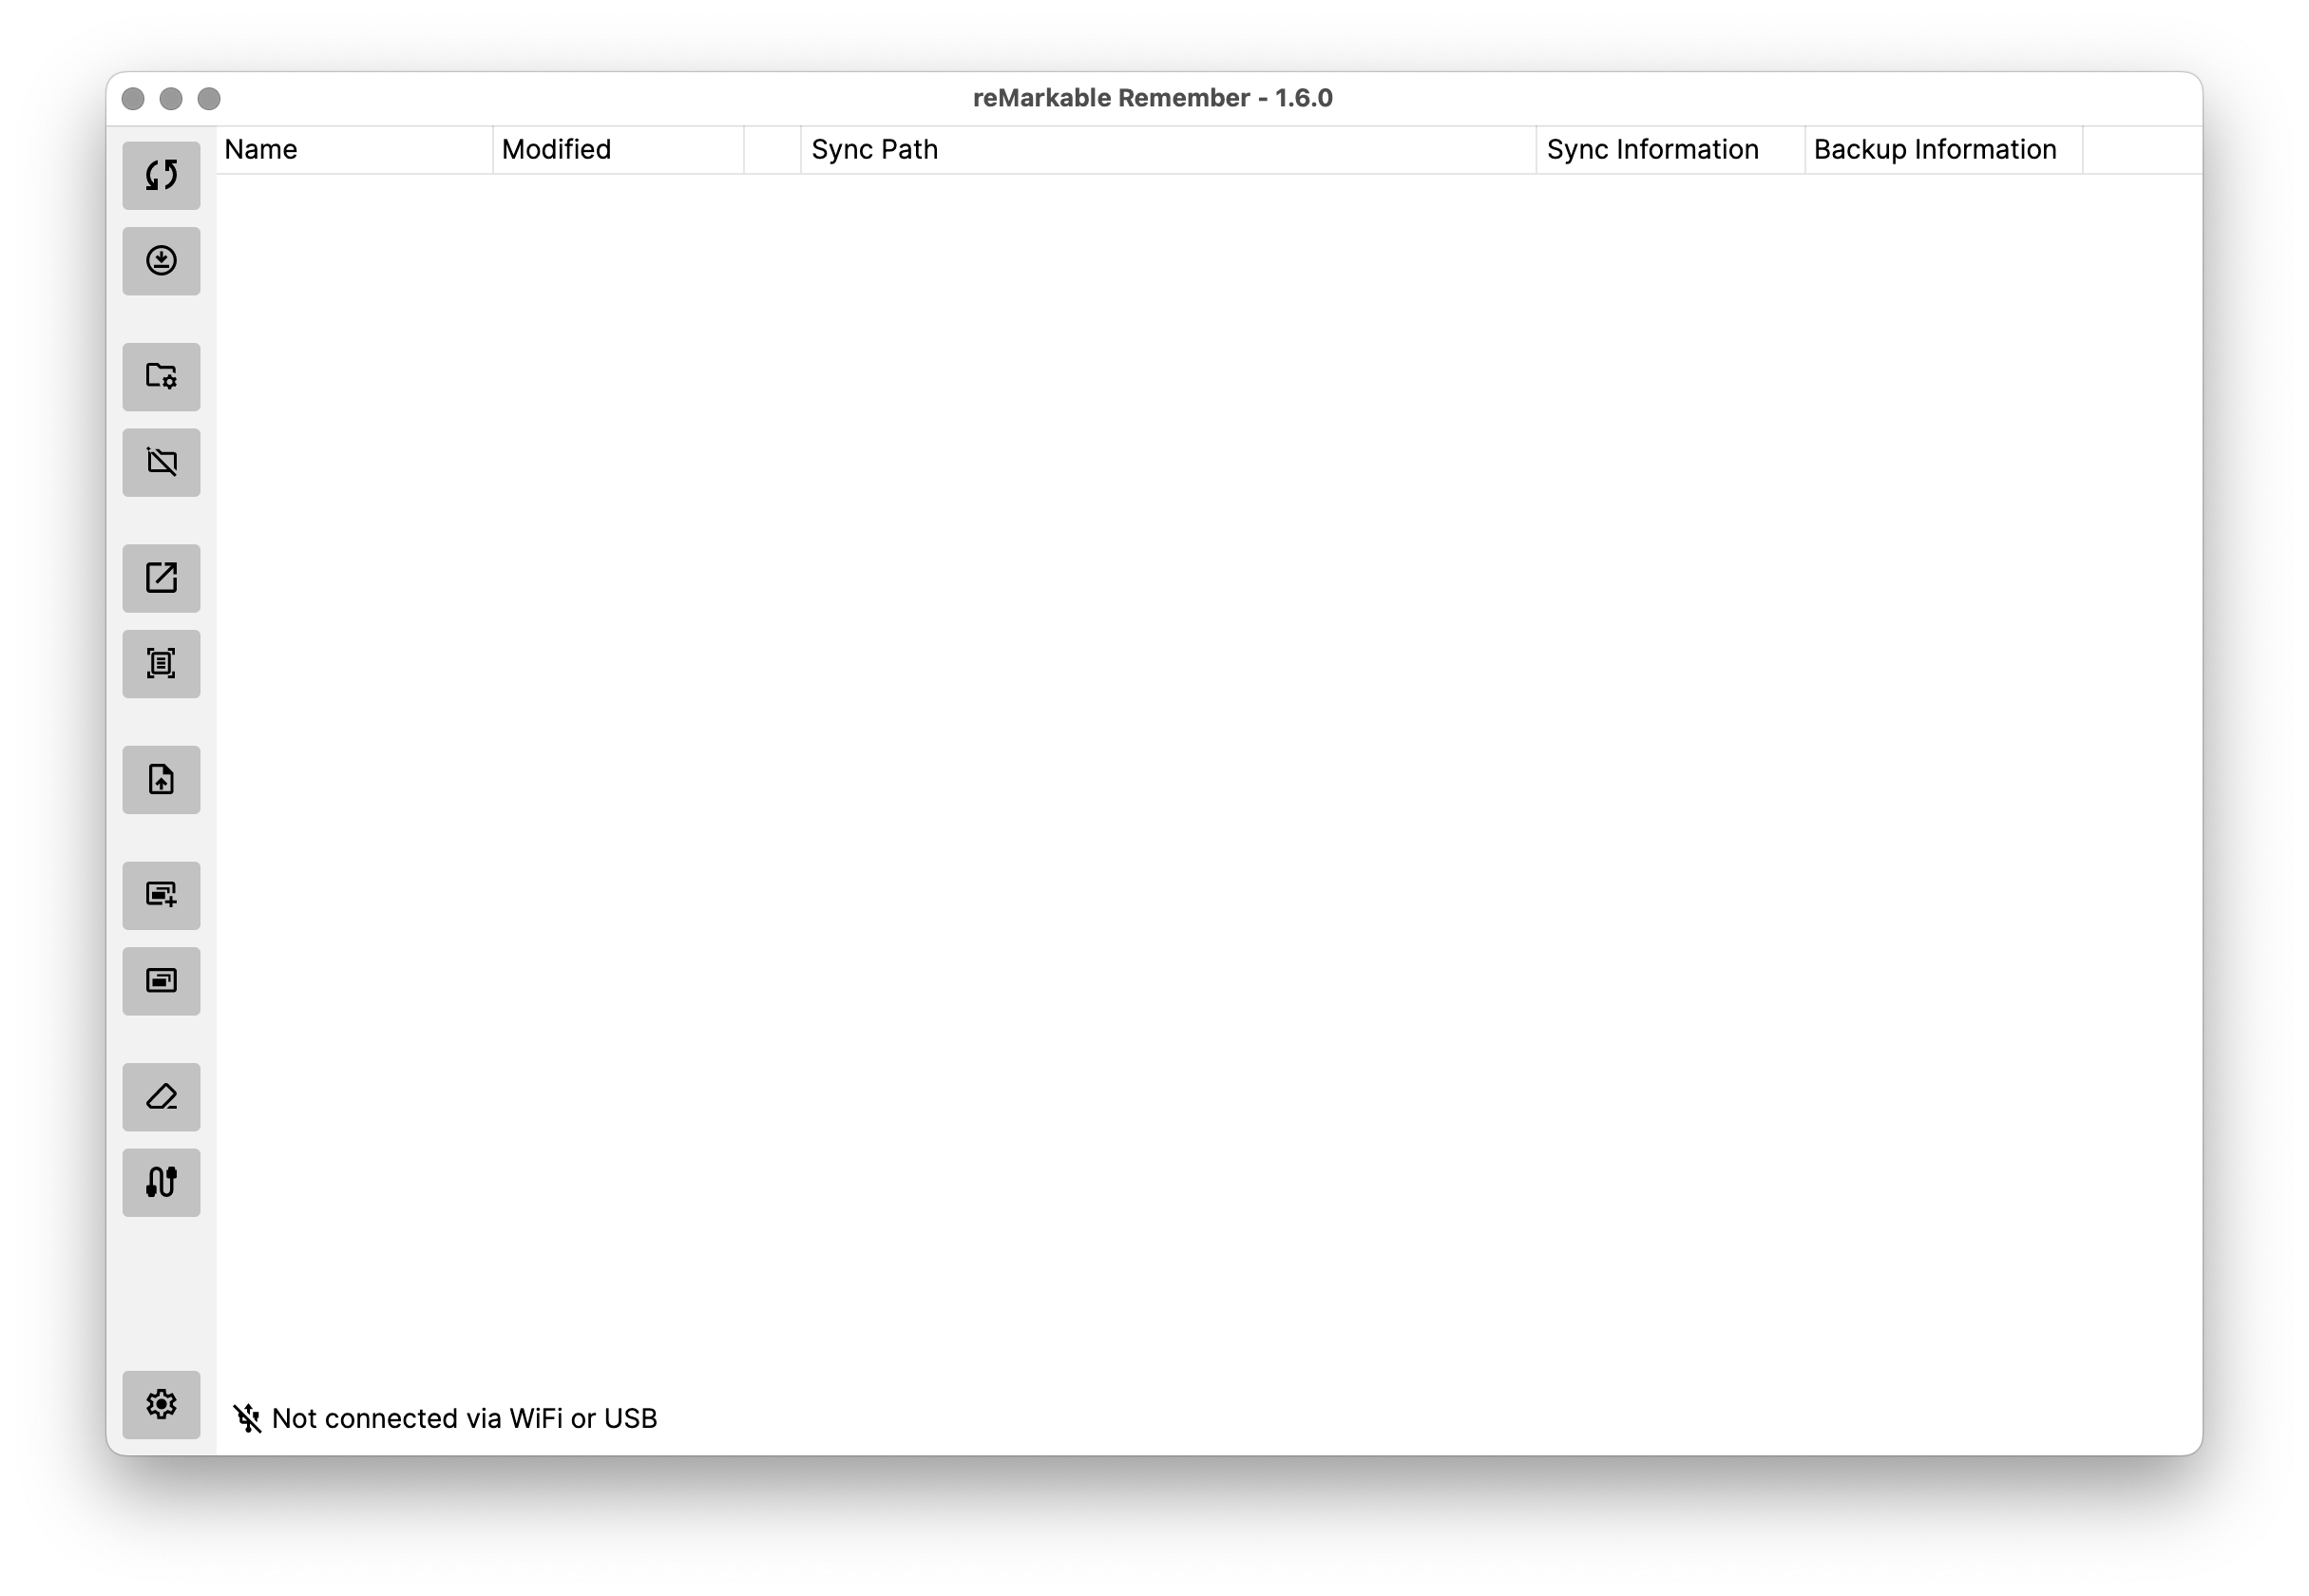 reMarkable Remember - 1.6.0
Name Modified Sync Path Sync Information Backup Information
Not connected via WiFi or USB